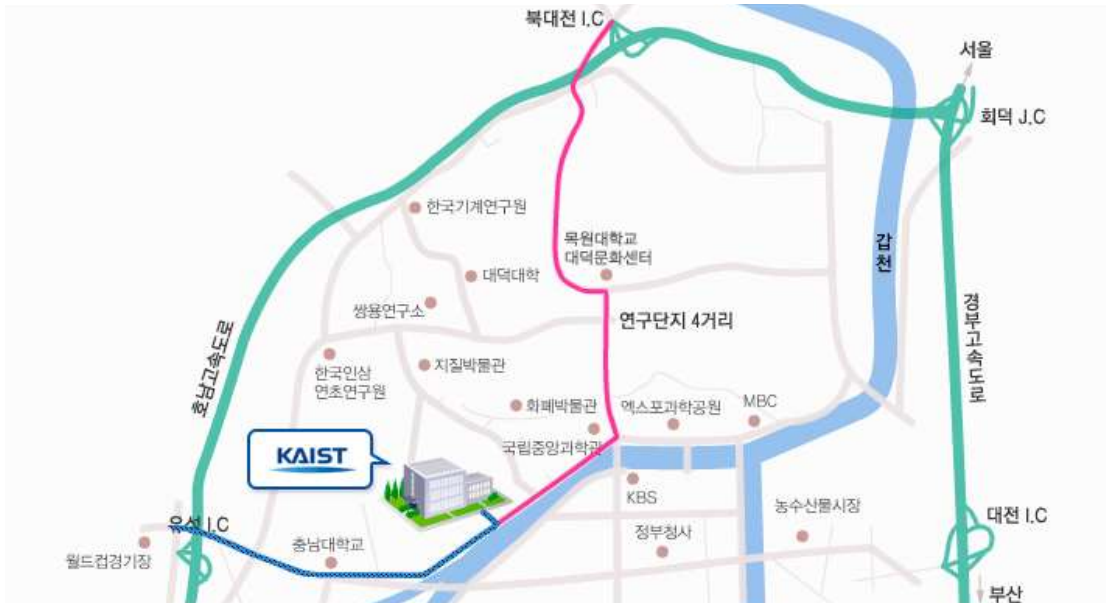 북대전 I.C
서울
회덕 J.C
한국기계연구원
목원대학교
대덕문화센터
갑천
대덕대학
쌍용연구소
연구단지 4거리
경부고속도로
호남고속도로
지질박물관
한국인삼
연초연구원
화폐박물관
엑스포과학공원
MBC
국립중앙과학관
KAIST
KBS
농수산물시장
대전 I.C
유성 I.C
정부청사
충남대학교
월드컵경기장
부산